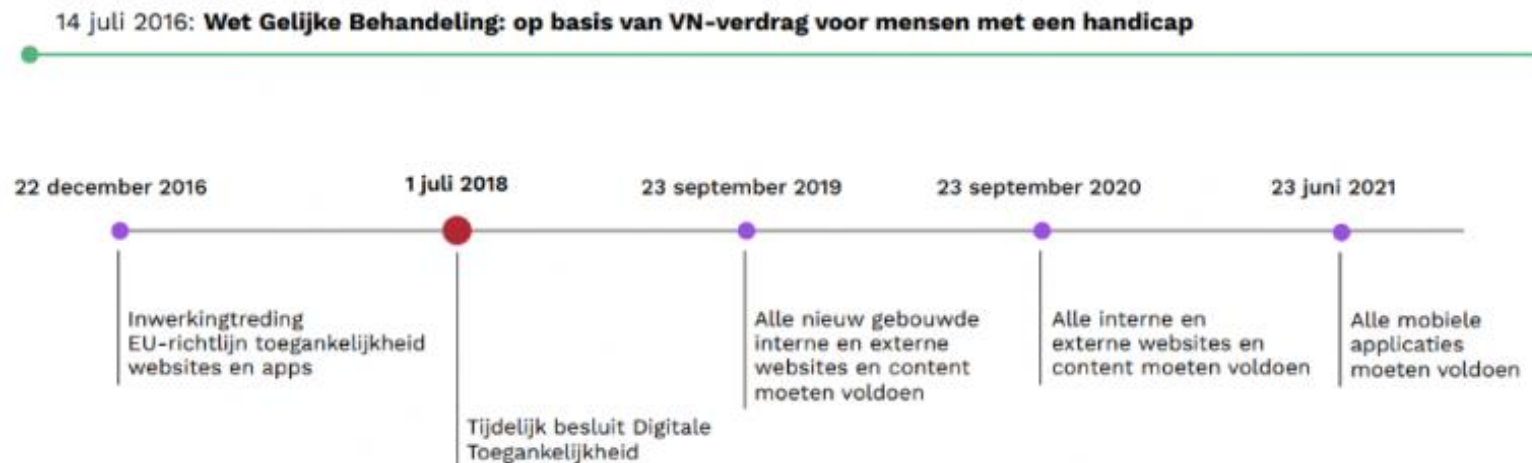 14 juli 2016: Wet Gelijke Behandeling: op basis van VN-verdrag voor mensen met een handicap
22 december 2016
Inwerkingtreding
EU-richtlijn toegankelijkheid
websites en apps
1 juli 2018
Tijdelijk besluit Digitale
Toegankelijkheid
23 september 2019
Alle nieuw gebouwde
interne en externe
websites en content
moeten voldoen
23 september 2020
Alle interne en
externe websites en
content moeten voldoen
23 juni 2021
Alle mobiele
applicaties
moeten voldoen